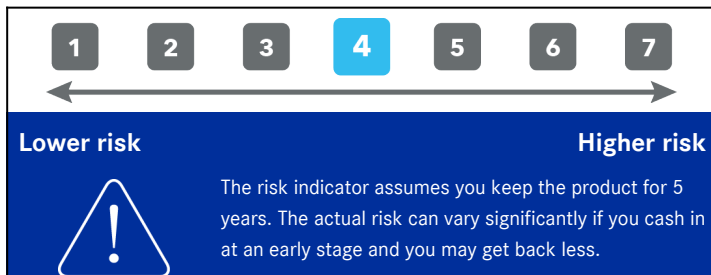 1 2 3 4 5 6 7
Lower risk Higher risk
The risk indicator assumes you keep the product for 5
years. The actual risk can vary significantly if you cash in
at an early stage and you may get back less.